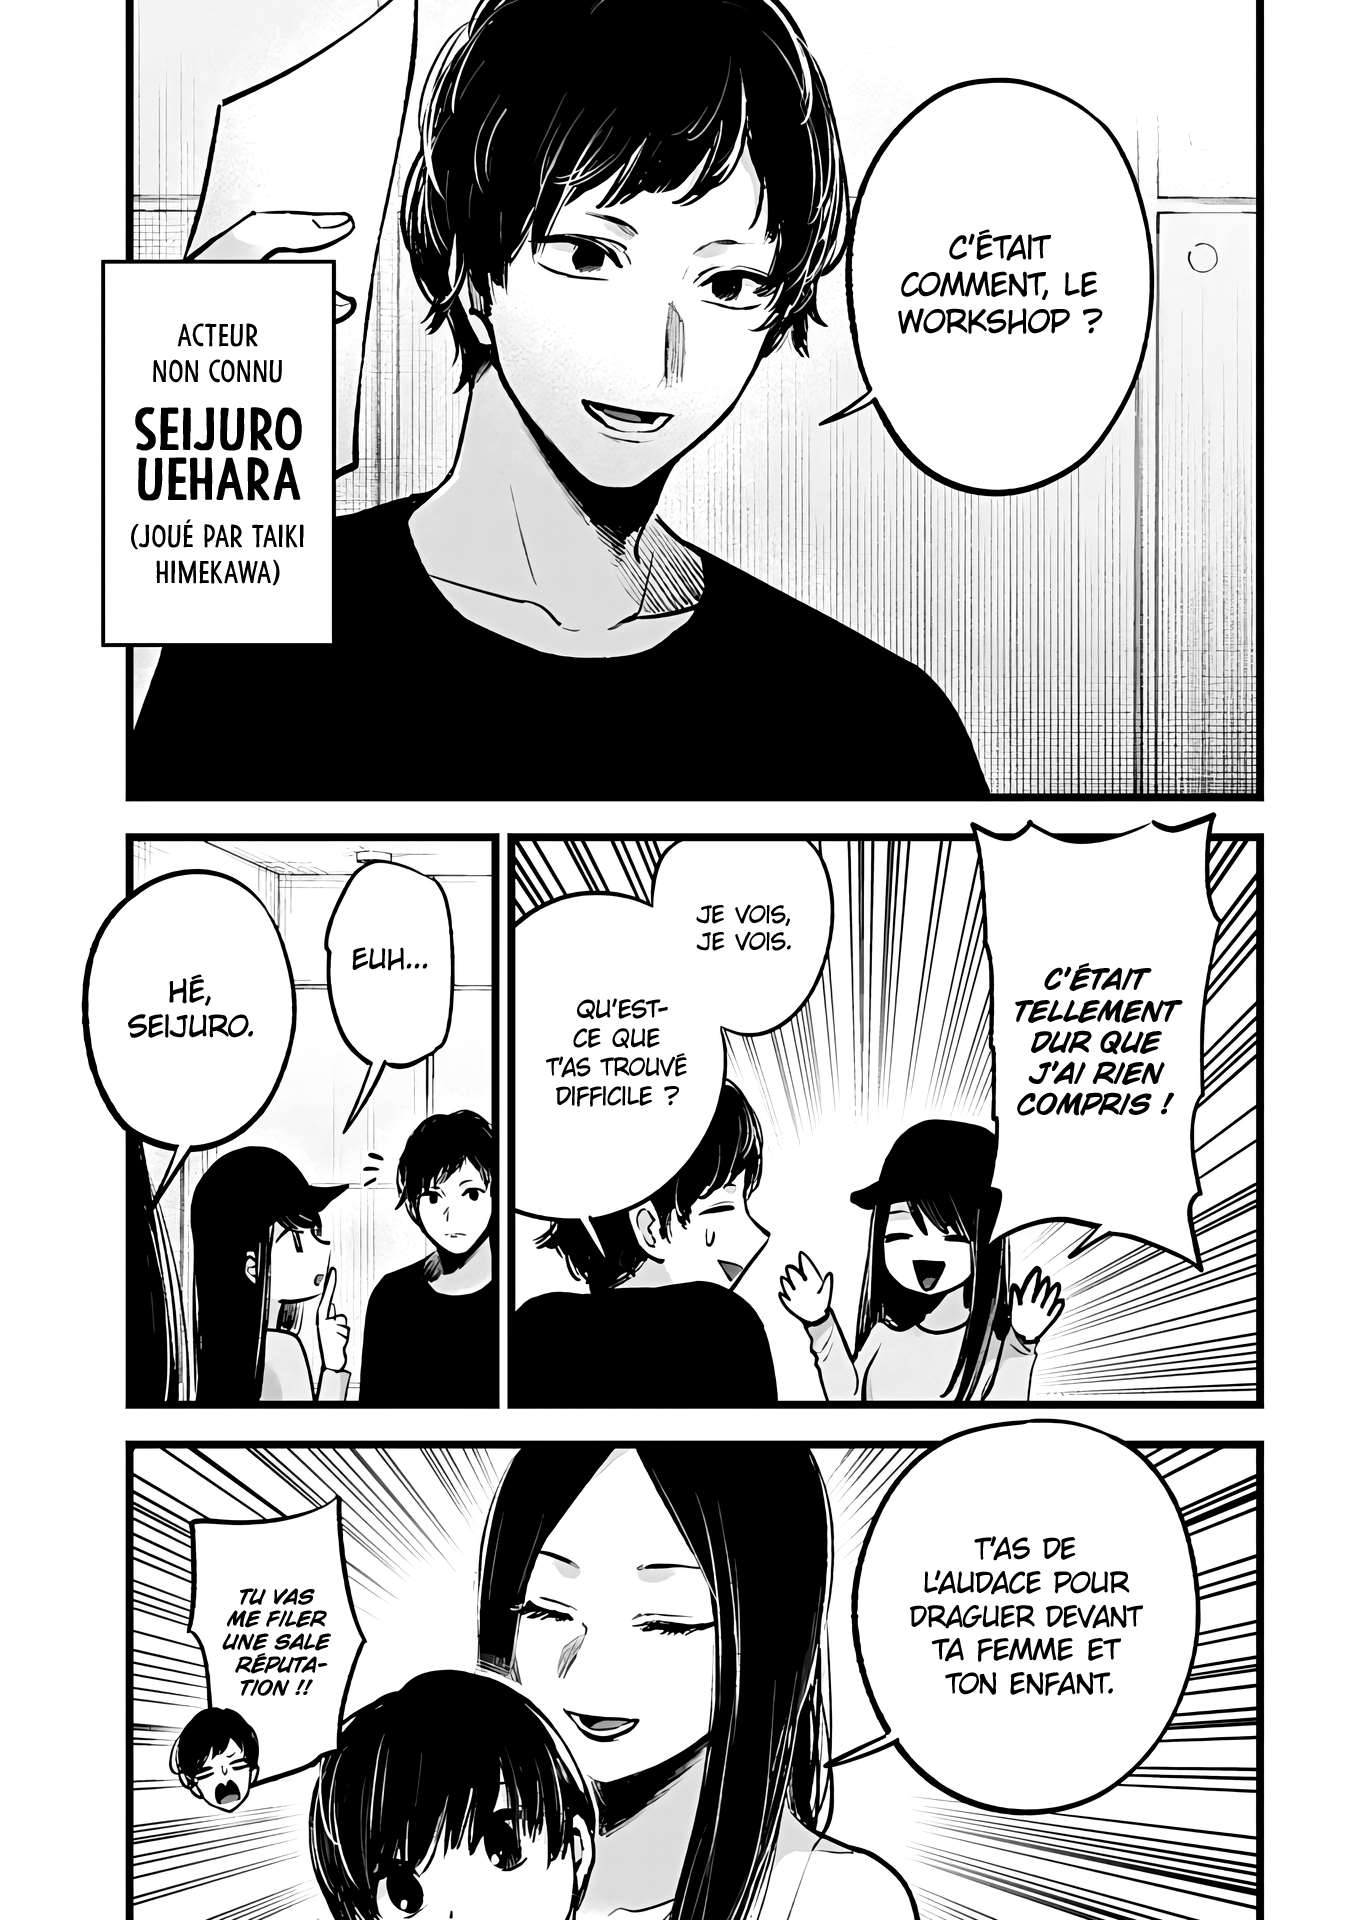 C'ÉTAIT
COMMENT, LE
WORKSHOP ?
ACTEUR
NON CONNU
SEIJURO
UEHARA
(JOUÉ PAR TAIKI
HIMEKAWA)
C'ÉTAIT
TELLEMENT
DUR QUE
J'AI RIEN
COMPRIS !
JE VOIS,
JE VOIS.
QU'EST-
CE QUE
T'AS TROUVÉ
DIFFICILE ?
EUH...
HÉ,
SEIJURO.
T'AS DE
L'AUDACE POUR
DRAGUER DEVANT
TA FEMME ET
TON ENFANT.
TU VAS
ME FILER
UNE SALE
RÉPUTA-
TION !!